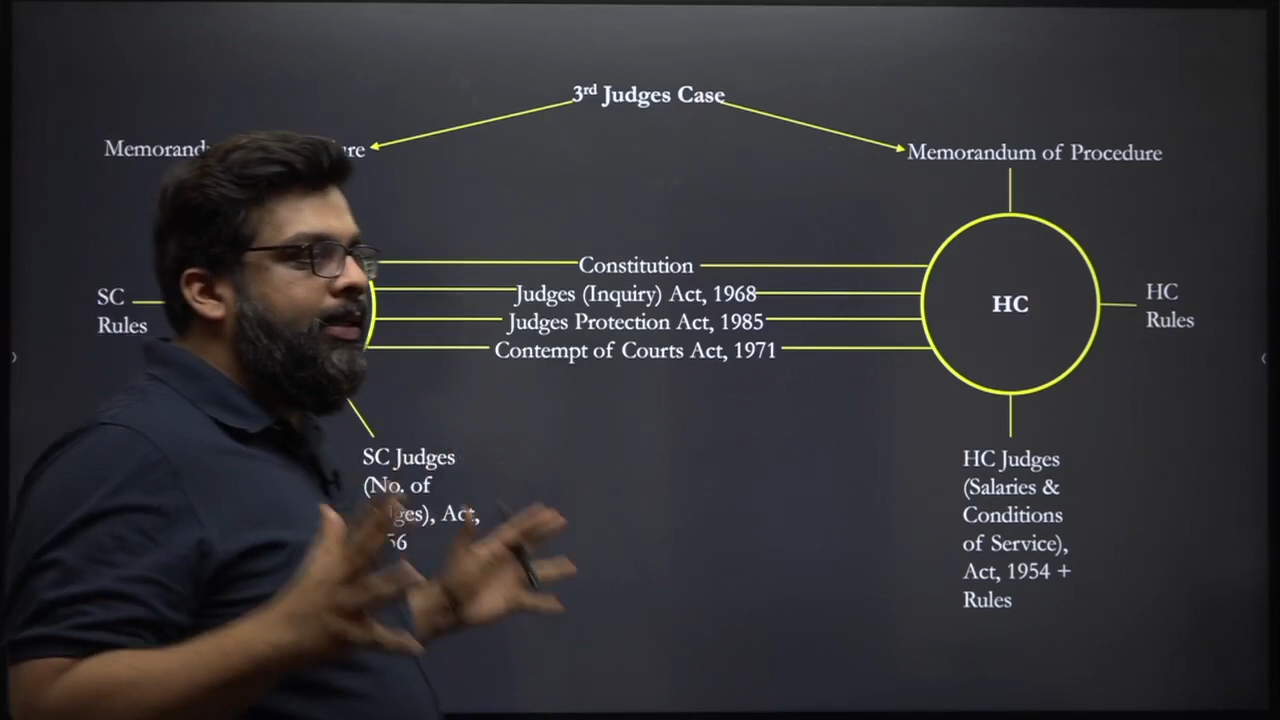 3rd Judges Case
Memorandum of Procedure
SC
Rules
Constitution
Judges (Inquiry) Act, 1968
Judges Protection Act, 1985
Contempt of Courts Act, 1971
HC
HC
Rules
SC Judges
(No. of
Act,
HC Judges
(Salaries &
Conditions
of Service),
Act, 1954 +
Rules